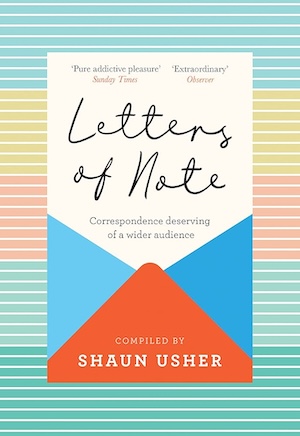 ‘Pure addictive pleasure’ ‘Extraordinary’
Sunday Times Observer
Letters
of Note
Correspondence deserving
of a wider audience
COMPILED BY
SHAUN USHER